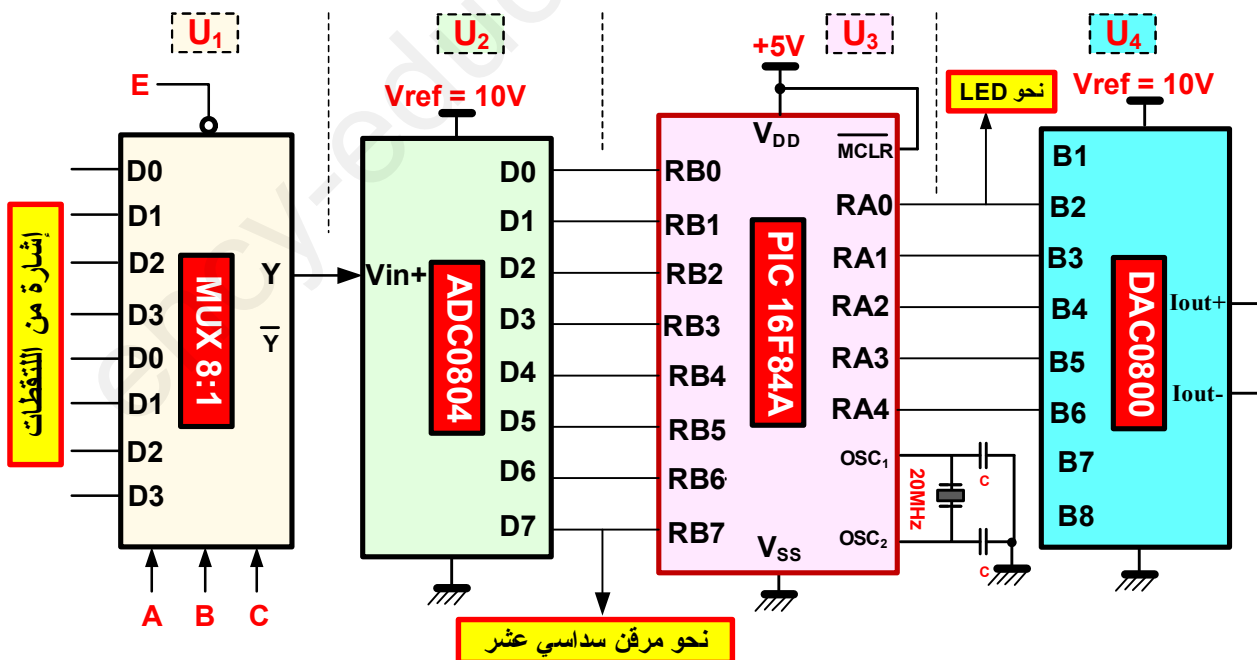 U1
U2
U3
U4
E
Vref = 10V
+5V
نحو LED
Vref = 10V
إشارة من اللتقطات
D0
D1
D2
D3
D0
D1
D2
D3
Y
Y̅
MUX 8:1
A
B
C
Vin+
ADC0804
D0
D1
D2
D3
D4
D5
D6
D7
VDD
M̅C̅L̅R̅
RB0
RB1
RB2
RB3
RB4
RB5
RB6
RB7
PIC 16F84A
RA0
RA1
RA2
RA3
RA4
OSC1
OSC2
VSS
20MHz
C
C
B1
B2
B3
B4
B5
B6
B7
B8
DAC0800
Iout+
Iout-
نحو مرقن سداسي عشر